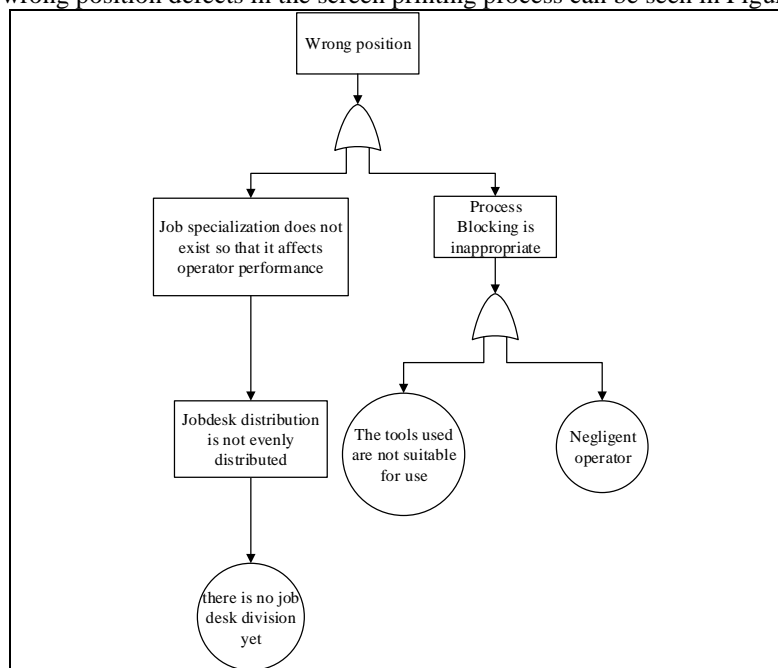 wrong position defects in the screen printing process can be seen in Figu
Wrong position
Job specialization does not
exist so that it affects
operator performance
Process
Blocking is
inappropriate
Jobdesk distribution
is not evenly
distributed
The tools used
are not suitable
for use
Negligent
operator
there is no job
desk division
yet